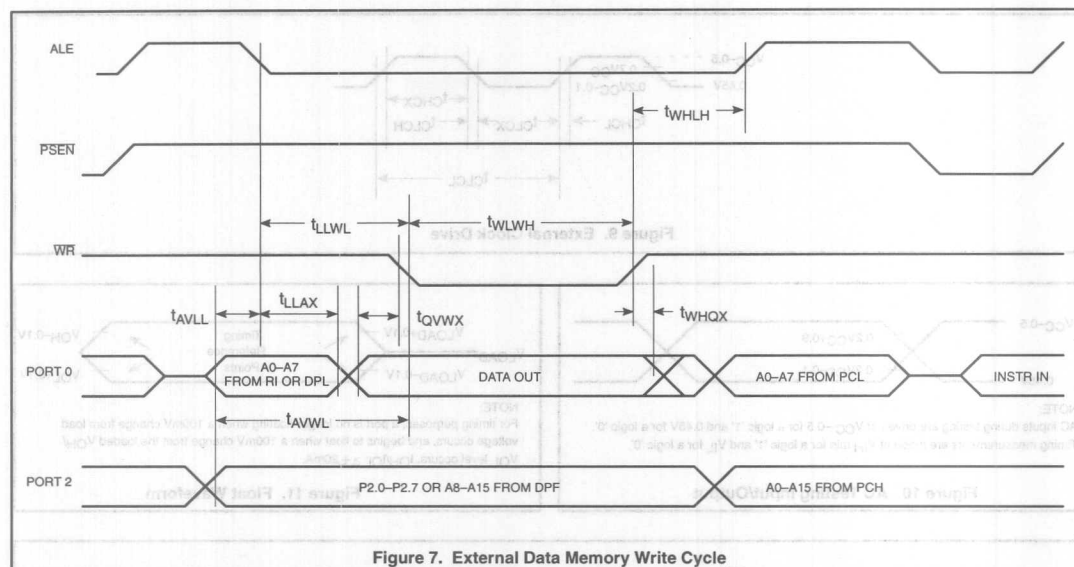 ALE
tWHLH
PSEN
tLLWL
tWLWH
WR
tAVLL
tLLAX
tQVWX
tWHQX
PORT 0
A0–A7
FROM RI OR DPL
DATA OUT
A0–A7 FROM PCL
INSTR IN
tAVWL
PORT 2
P2.0–P2.7 OR A8–A15 FROM DPF
A0–A15 FROM PCH
Figure 7. External Data Memory Write Cycle
VCC–0.5
0.7VCC
0.45V
0.2VCC–0.1
tCHCX
tCHCL
tCLCX
tCLCH
tCLCL
Figure 9. External Clock Drive
Timing
Reference
Points
NOTE:
NOTE:
Figure 10. AC Testing Input/Output
Figure 11. Float Waveform